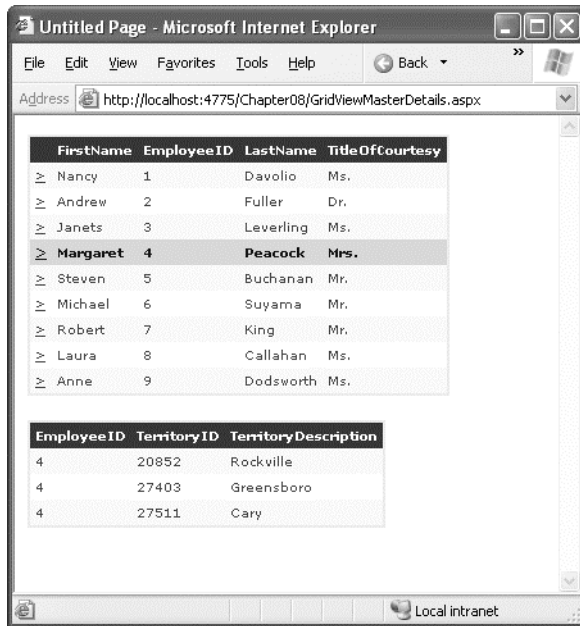 Untitled Page - Microsoft Internet Explorer
File Edit View Favorites Tools Help Back »
Address http://localhost:4775/Chapter08/GridViewMasterDetails.aspx
FirstName EmployeeID LastName TitleOfCourtesy
> Nancy 1 Davolio Ms.
> Andrew 2 Fuller Dr.
> Janets 3 Leverling Ms.
> Margaret 4 Peacock Mrs.
> Steven 5 Buchanan Mr.
> Michael 6 Suyama Mr.
> Robert 7 King Mr.
> Laura 8 Callahan Ms.
> Anne 9 Dodsworth Ms.
EmployeeID TerritoryID TerritoryDescription
4 20852 Rockville
4 27403 Greensboro
4 27511 Cary
Local intranet